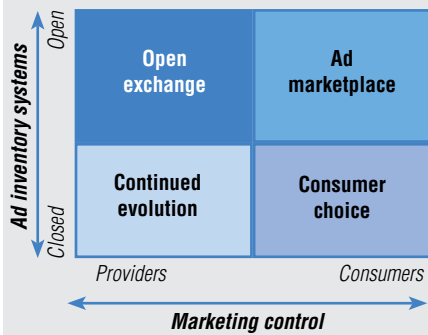 Ad inventory systems
Open
Closed
Open
exchange
Ad
marketplace
Continued
evolution
Consumer
choice
Providers
Consumers
Marketing control